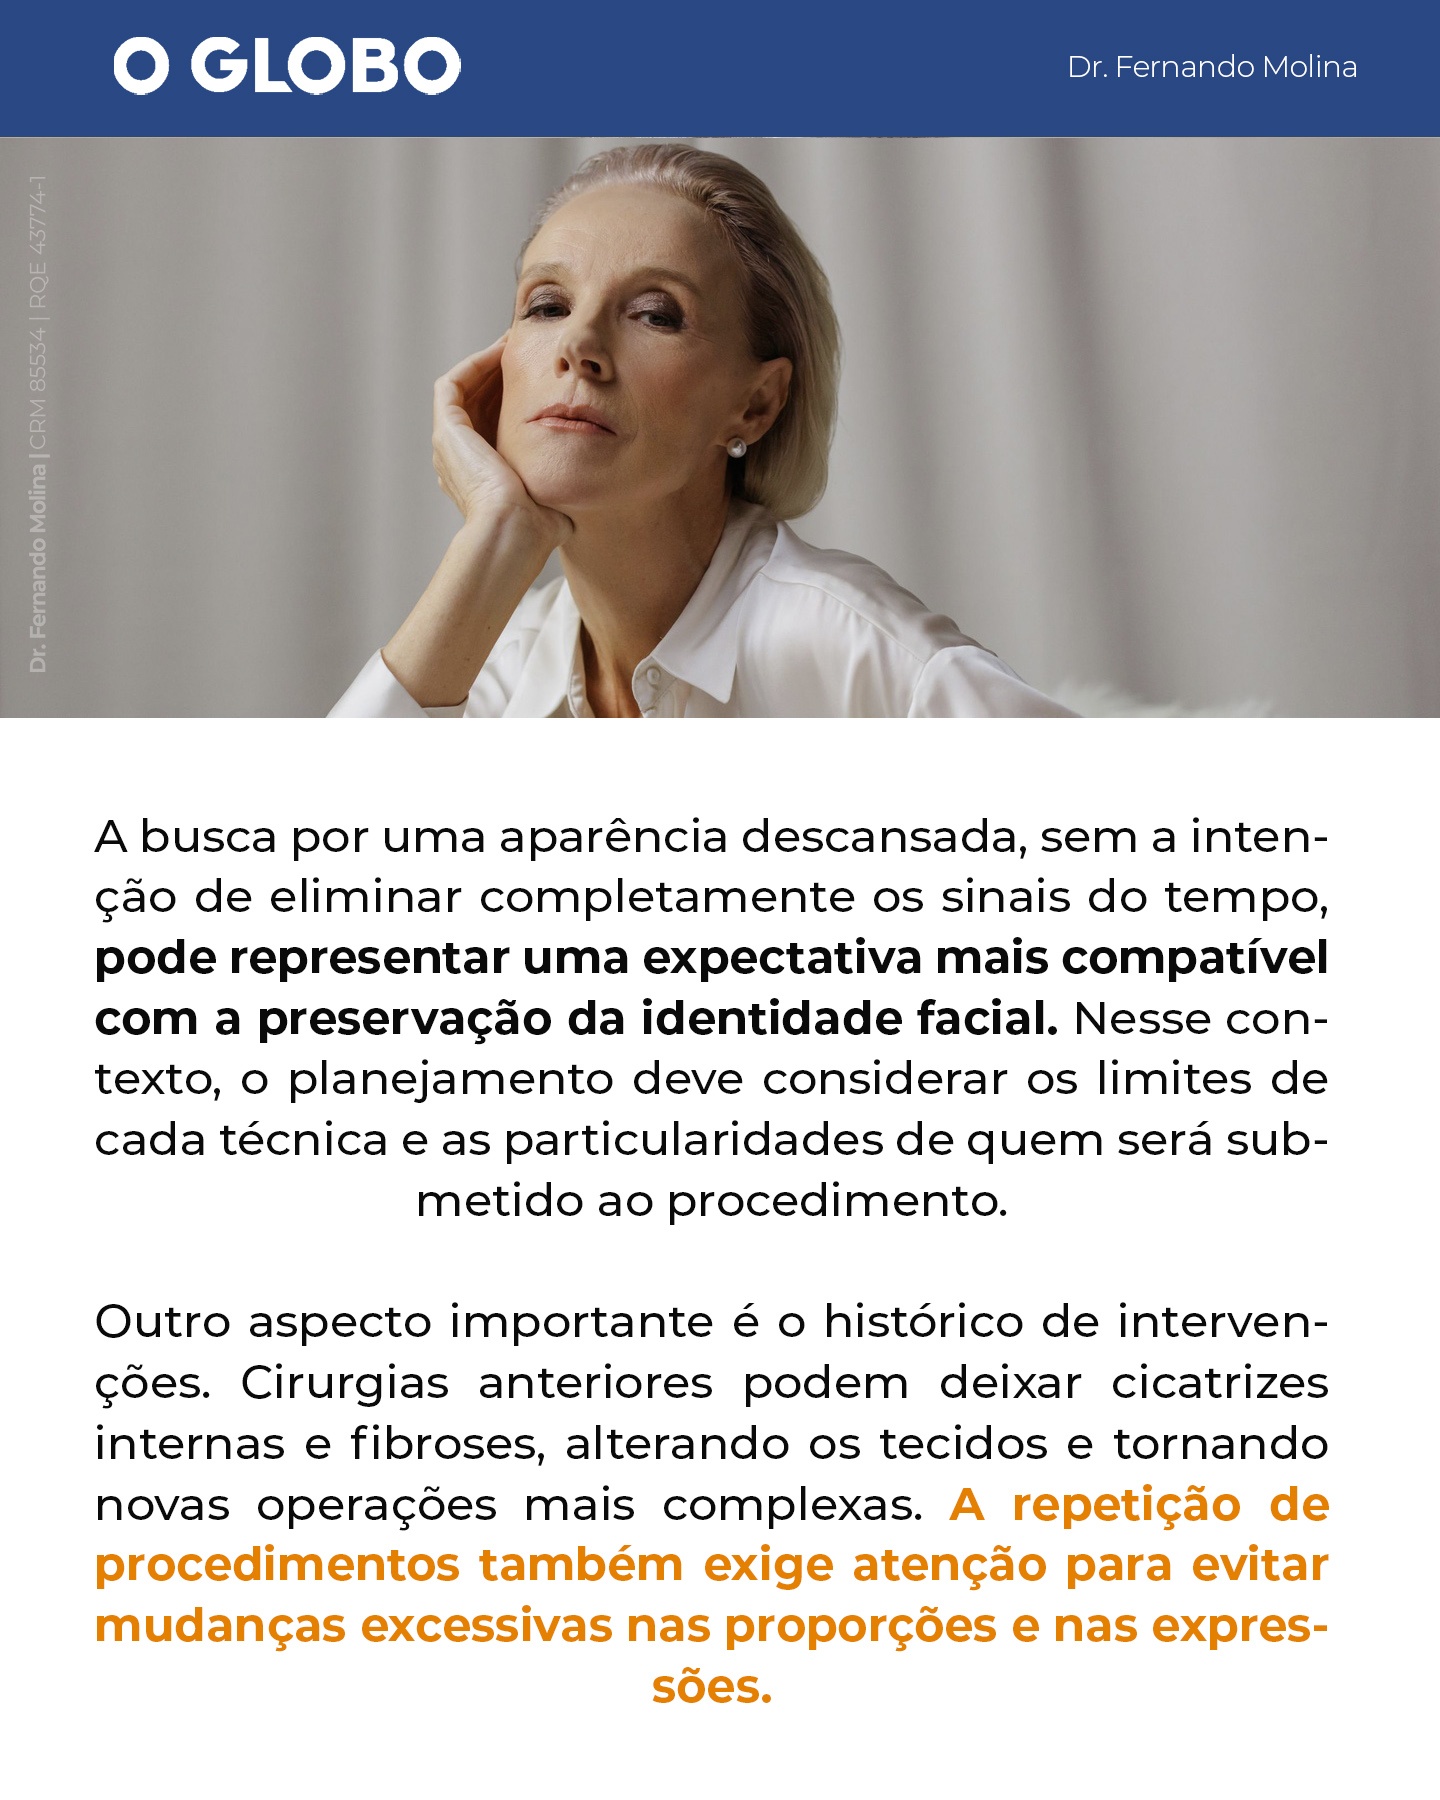 O GLOBO
Dr. Fernando Molina
Dr. Fernando Molina | CRM 85534 | RQE 43774-1
A busca por uma aparência descansada, sem a inten-
ção de eliminar completamente os sinais do tempo,
pode representar uma expectativa mais compatível
com a preservação da identidade facial. Nesse con-
texto, o planejamento deve considerar os limites de
cada técnica e as particularidades de quem será sub-
metido ao procedimento.
Outro aspecto importante é o histórico de interven-
ções. Cirurgias anteriores podem deixar cicatrizes
internas e fibroses, alterando os tecidos e tornando
novas operações mais complexas. A repetição de
procedimentos também exige atenção para evitar
mudanças excessivas nas proporções e nas expres-
sões.